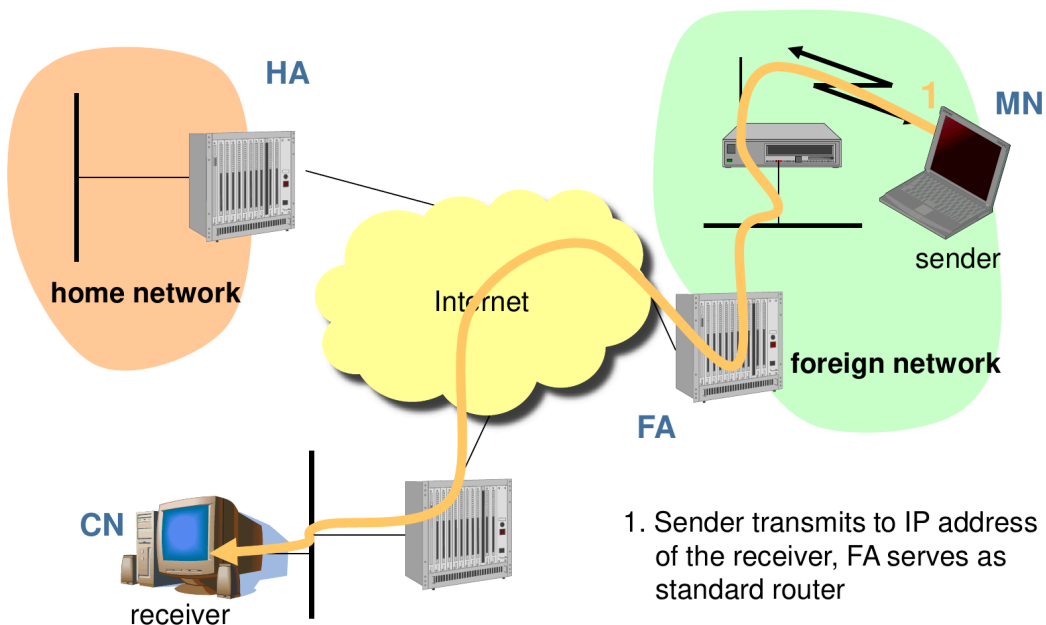 HA
1
MN
sender
home network
Internet
foreign network
FA
CN
receiver
1. Sender transmits to IP address
of the receiver, FA serves as
standard router